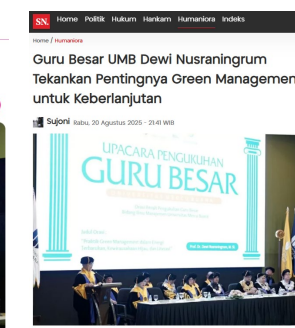 SN.
Home Politik Hukum Hankam Humaniora Indeks
Home / Humaniora
Guru Besar UMB Dewi Nusraningrum
Tekankan Pentingnya Green Managemen
untuk Keberlanjutan
Sujoni Rabu, 20 Agustus 2025 - 21:41 WIB
UPACARA PENGUKUHAN
GURU BESAR